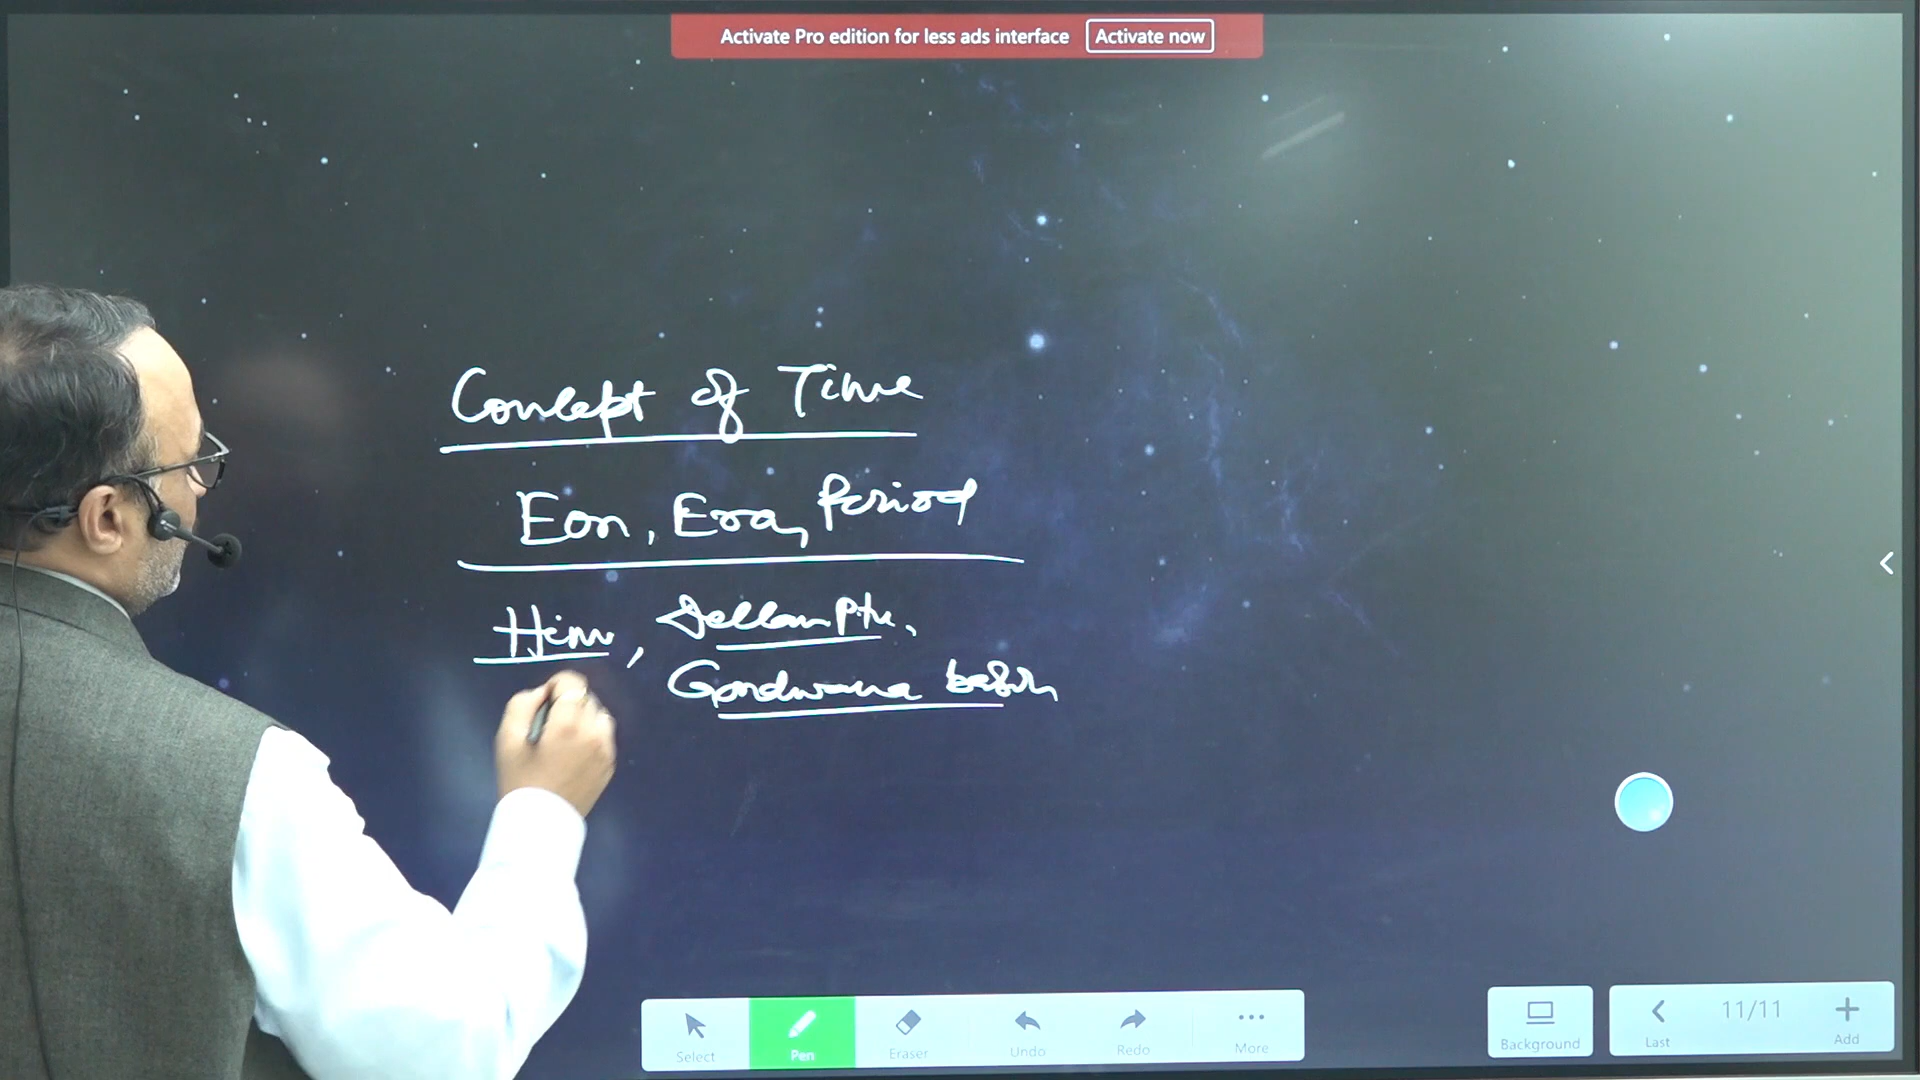 Activate Pro edition for less ads interface Activate now
Concept of Time
Eon, Era, Period
Him,
Gondwana basin
Select Pen Eraser Undo Redo More
Background
Last 11/11 Add